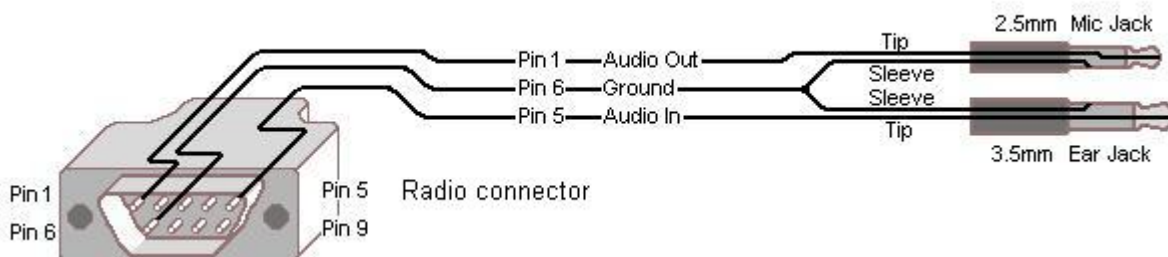 2.5mm Mic Jack
Tip
Pin 1 Audio Out
Sleeve
Pin 6 Ground
Sleeve
Pin 5 Audio In
Tip
3.5mm Ear Jack
Pin 1
Pin 5
Radio connector
Pin 6
Pin 9